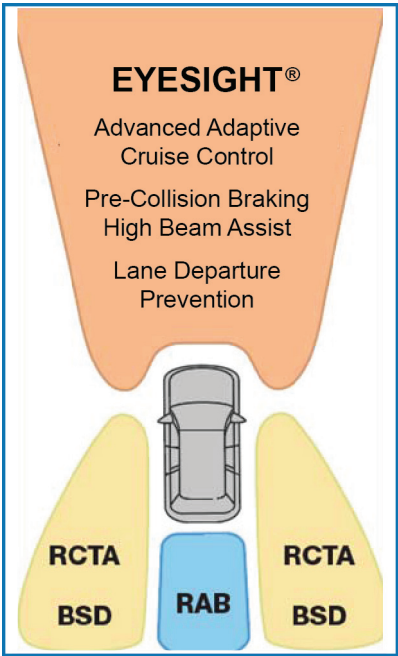 EYESIGHT®
Advanced Adaptive
Cruise Control
Pre-Collision Braking
High Beam Assist
Lane Departure
Prevention
RCTA
RCTA
BSD
RAB
BSD